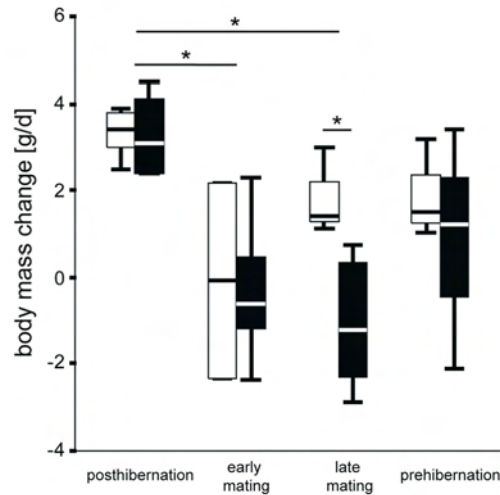 6
*
*
4
*
2
0
-2
-4
body mass change [g/d]
posthibernation
early
mating
late
mating
prehibernation